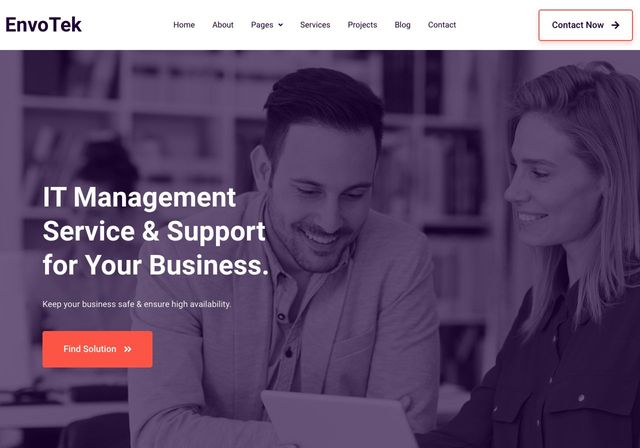 EnvoTek
Home About Pages Services Projects Blog Contact
Contact Now
IT Management
Service & Support
for Your Business.
Keep your business safe & ensure high availability.
Find Solution